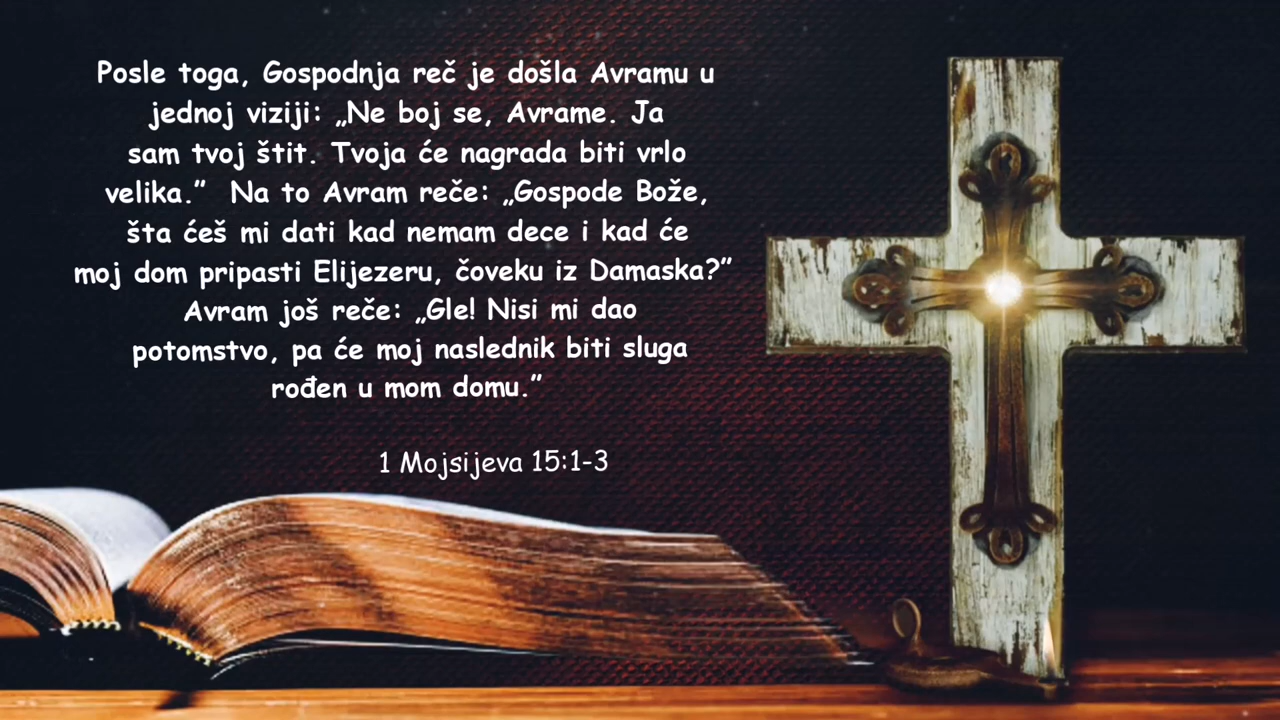 Posle toga, Gospodnja reč je došla Avramu u
jednoj viziji: „Ne boj se, Avrame. Ja
sam tvoj štit. Tvoja će nagrada biti vrlo
velika.”  Na to Avram reče: „Gospode Bože,
šta ćeš mi dati kad nemam dece i kad će
moj dom pripasti Elijezeru, čoveku iz Damaska?”
Avram još reče: „Gle! Nisi mi dao
potomstvo, pa će moj naslednik biti sluga
rođen u mom domu.”
1 Mojsijeva 15:1-3